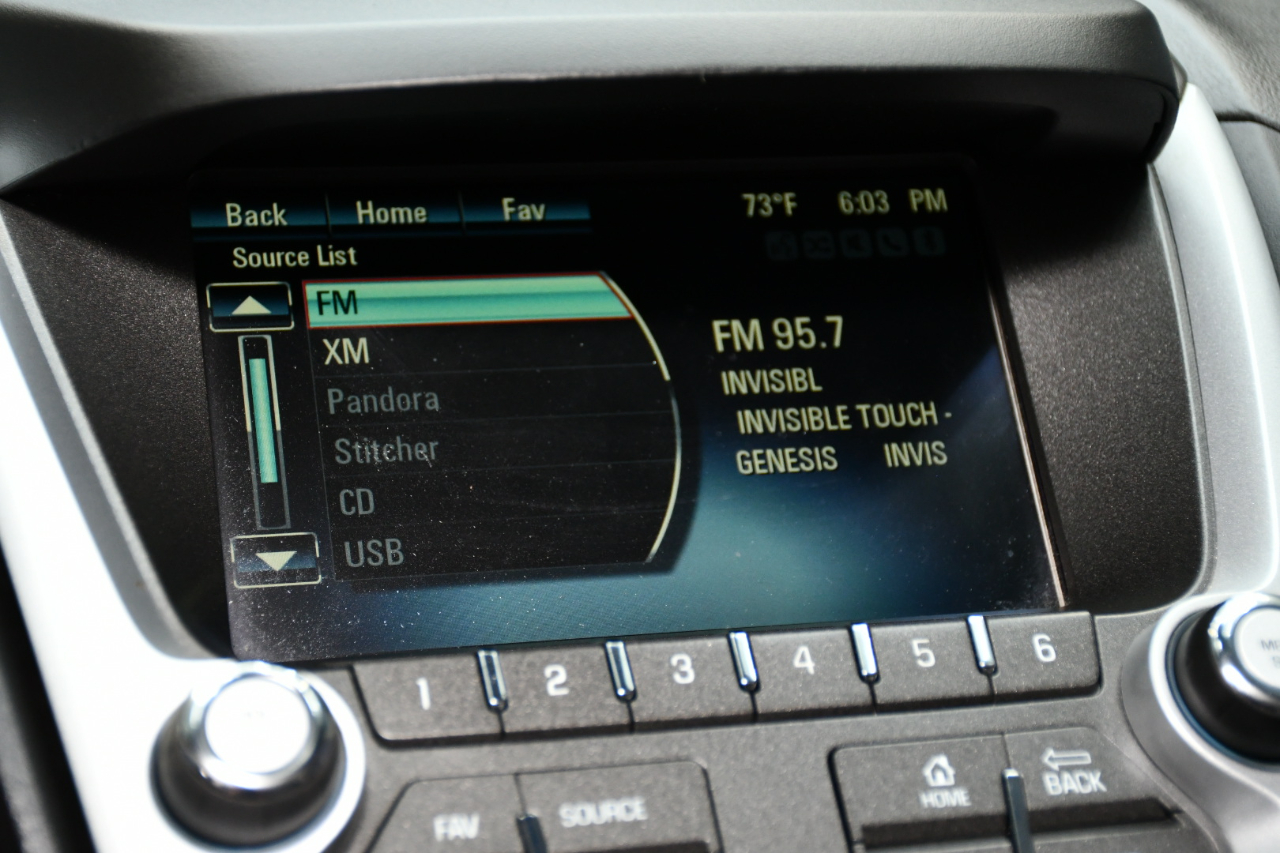 Back Home Fav 73°F 6:03 PM
Source List
FM
XM
Pandora
Stitcher
CD
USB
FM 95.7
INVISIBL
INVISIBLE TOUCH -
GENESIS INVIS
1 2 3 4 5 6
FAV SOURCE
HOME BACK